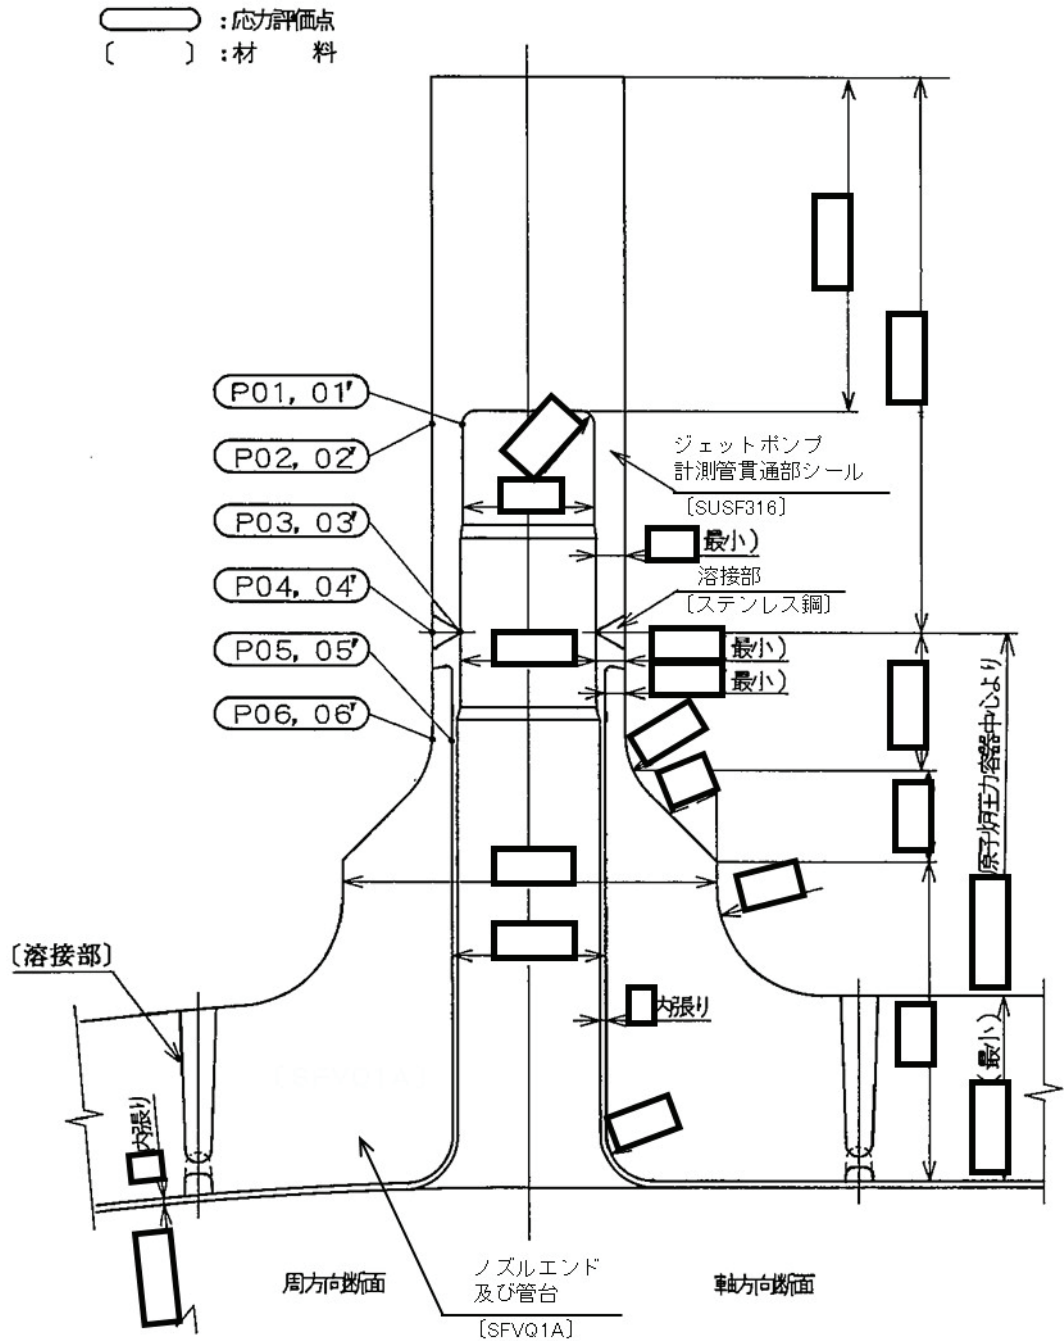 ：応力評価点
〔　　　〕：材　　料
P01, 01′
P02, 02′
ジェットポンプ
計測管貫通部シール
〔SUSF316〕
P03, 03′
最小）
溶接部
〔ステンレス鋼〕
P04, 04′
P05, 05′
最小）
最小）
P06, 06′
原子炉圧力容器中心より
〔溶接部〕
内張り
（最小）
内張り
ノズルエンド
及び管台
〔SFVQ1A〕
周方向断面
軸方向断面